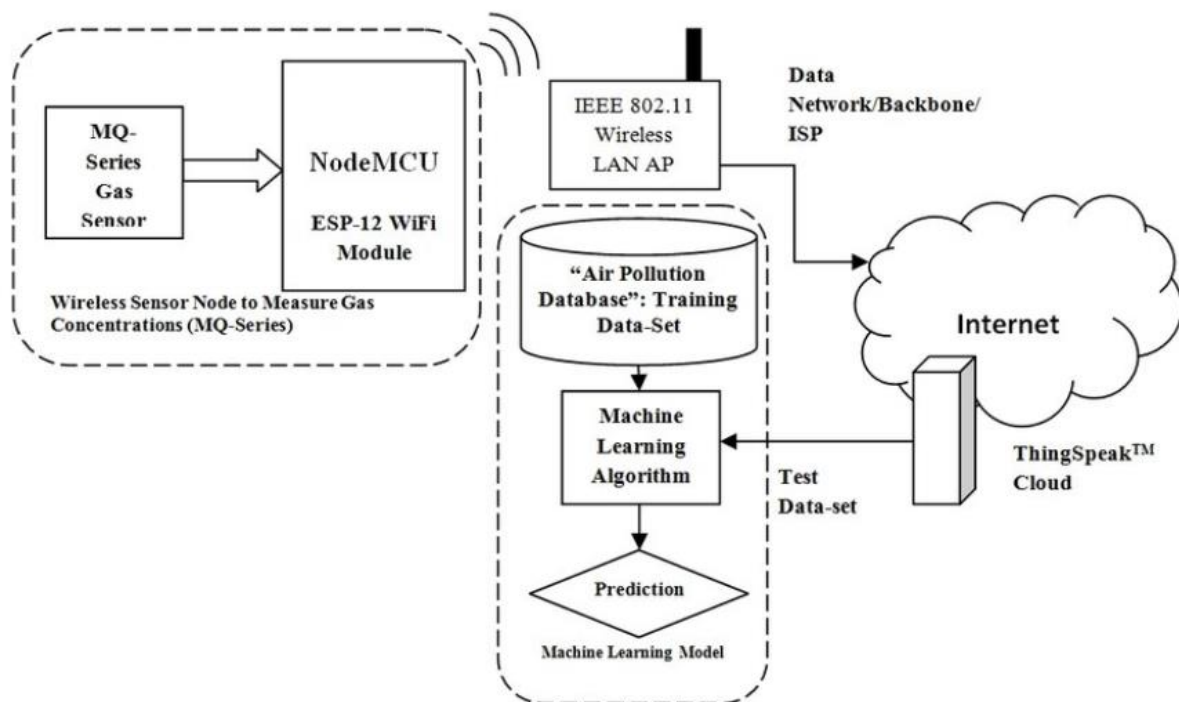 MQ-
Series
Gas
Sensor
NodeMCU
ESP-12 WiFi
Module
Wireless Sensor Node to Measure Gas
Concentrations (MQ-Series)
IEEE 802.11
Wireless
LAN AP
Data
Network/Backbone/
ISP
Internet
ThingSpeak™
Cloud
“Air Pollution
Database”: Training
Data-Set
Machine
Learning
Algorithm
Test
Data-set
Prediction
Machine Learning Model